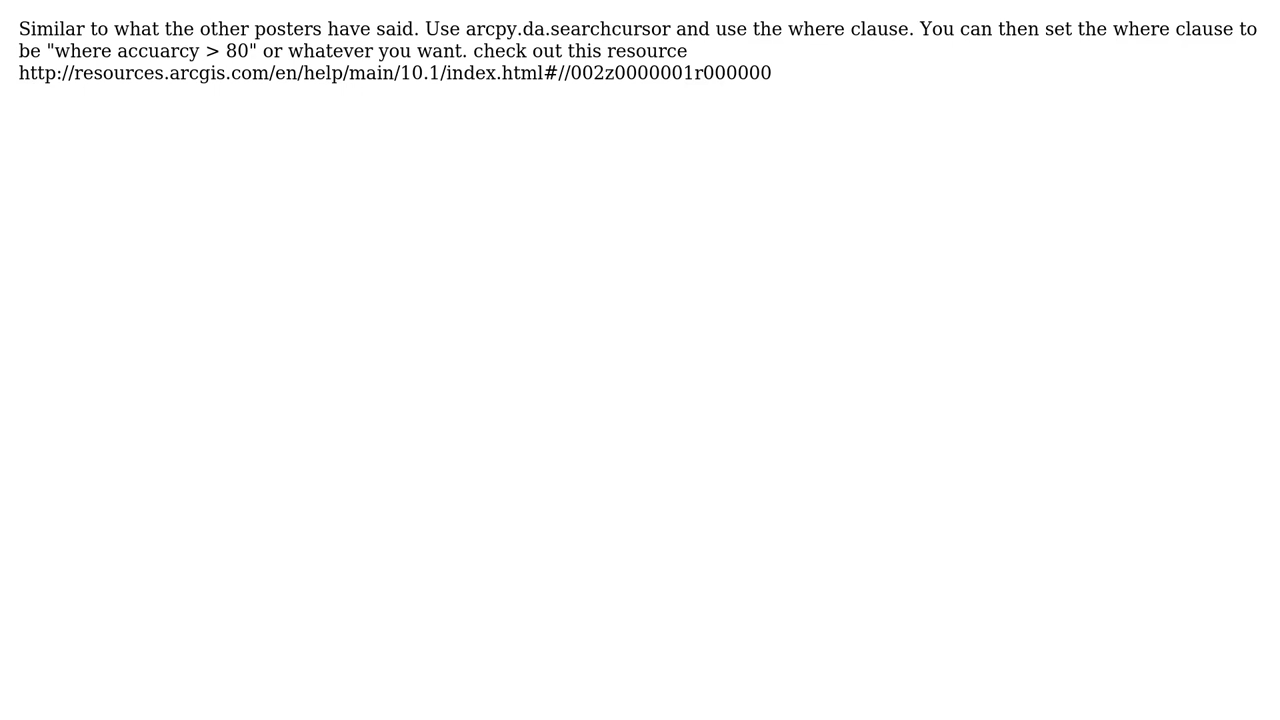 Similar to what the other posters have said. Use arcpy.da.searchcursor and use the where clause. You can then set the where clause to
be "where accuarcy > 80" or whatever you want. check out this resource
http://resources.arcgis.com/en/help/main/10.1/index.html#//002z0000001r000000